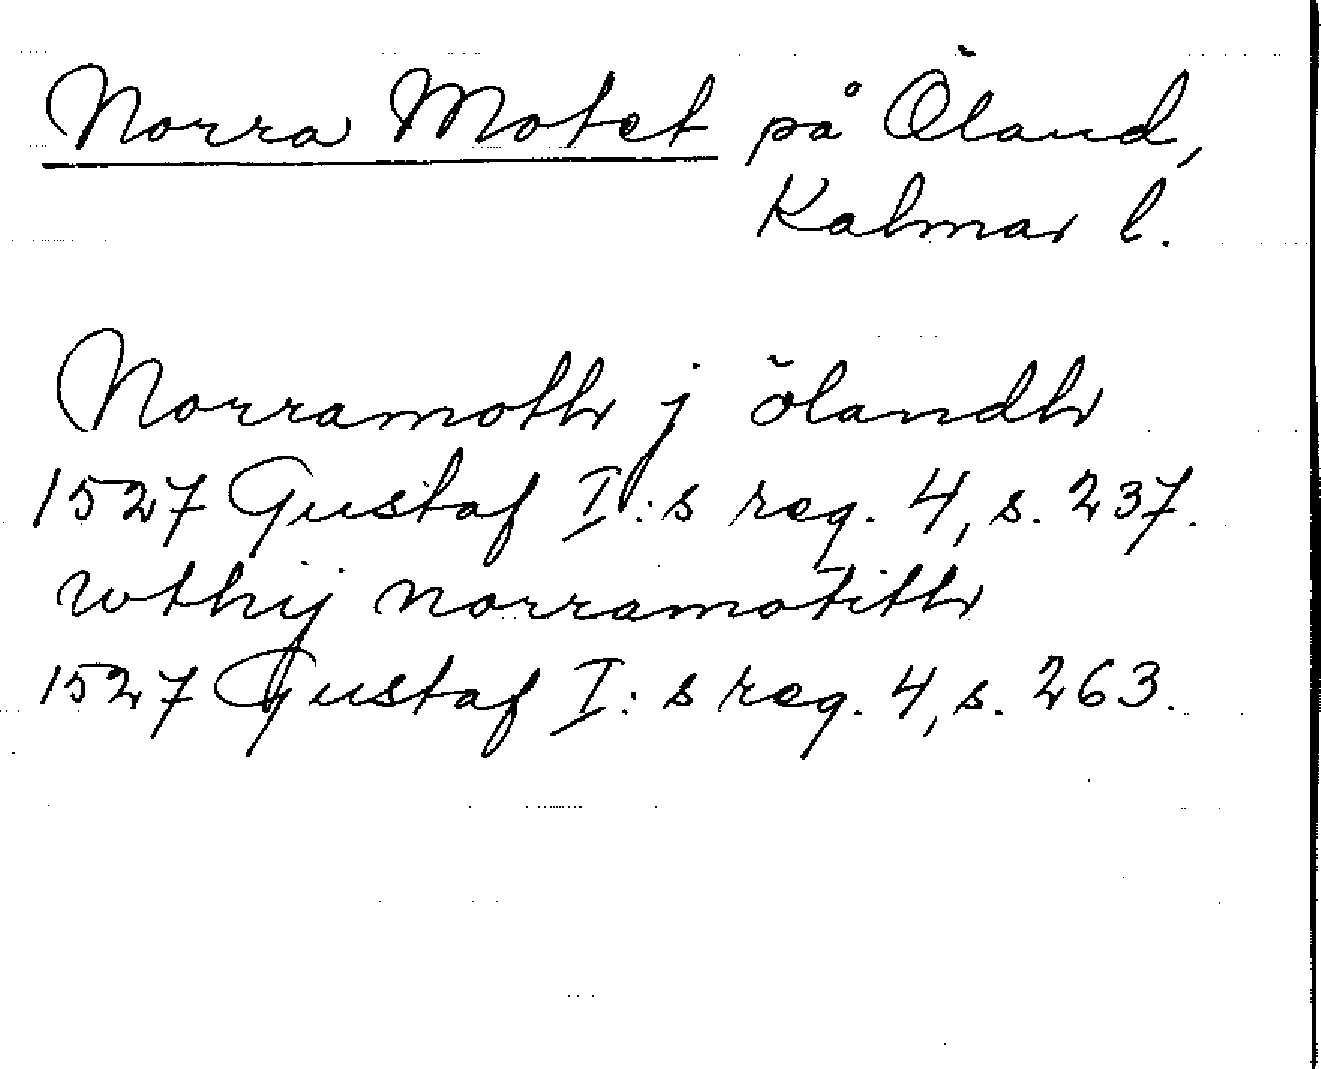 Norra Motet på Öland,
Kalmar l.
Norramoth j ölandh
1527 Gustaf I:s reg. 4, s. 237.
wthij norramotith
1527 Gustaf I:s reg. 4, s. 263.